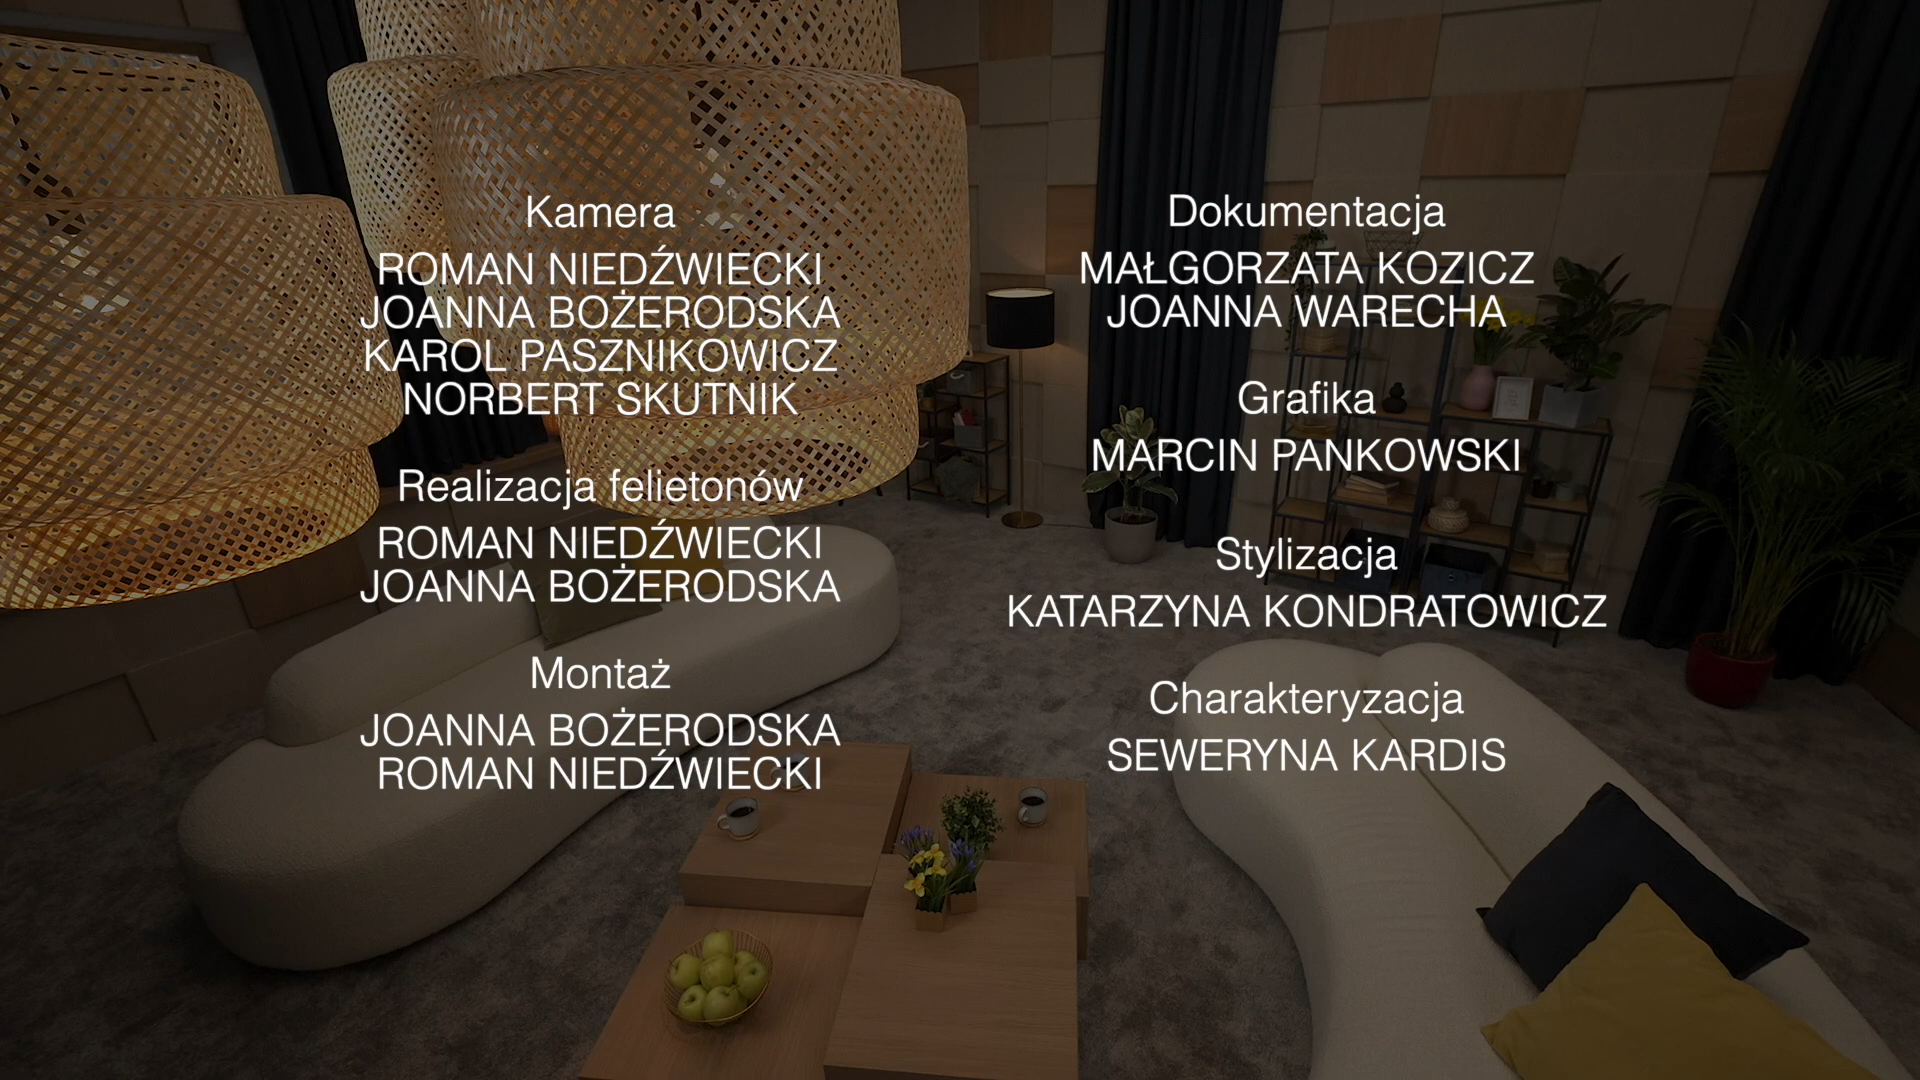 Kamera
ROMAN NIEDŹWIECKI
JOANNA BOŻERODSKA
KAROL PASZNIKOWICZ
NORBERT SKUTNIK
Realizacja felietonów
ROMAN NIEDŹWIECKI
JOANNA BOŻERODSKA
Montaż
JOANNA BOŻERODSKA
ROMAN NIEDŹWIECKI
Dokumentacja
MAŁGORZATA KOZICZ
JOANNA WARECHA
Grafika
MARCIN PANKOWSKI
Stylizacja
KATARZYNA KONDRATOWICZ
Charakteryzacja
SEWERYNA KARDIS